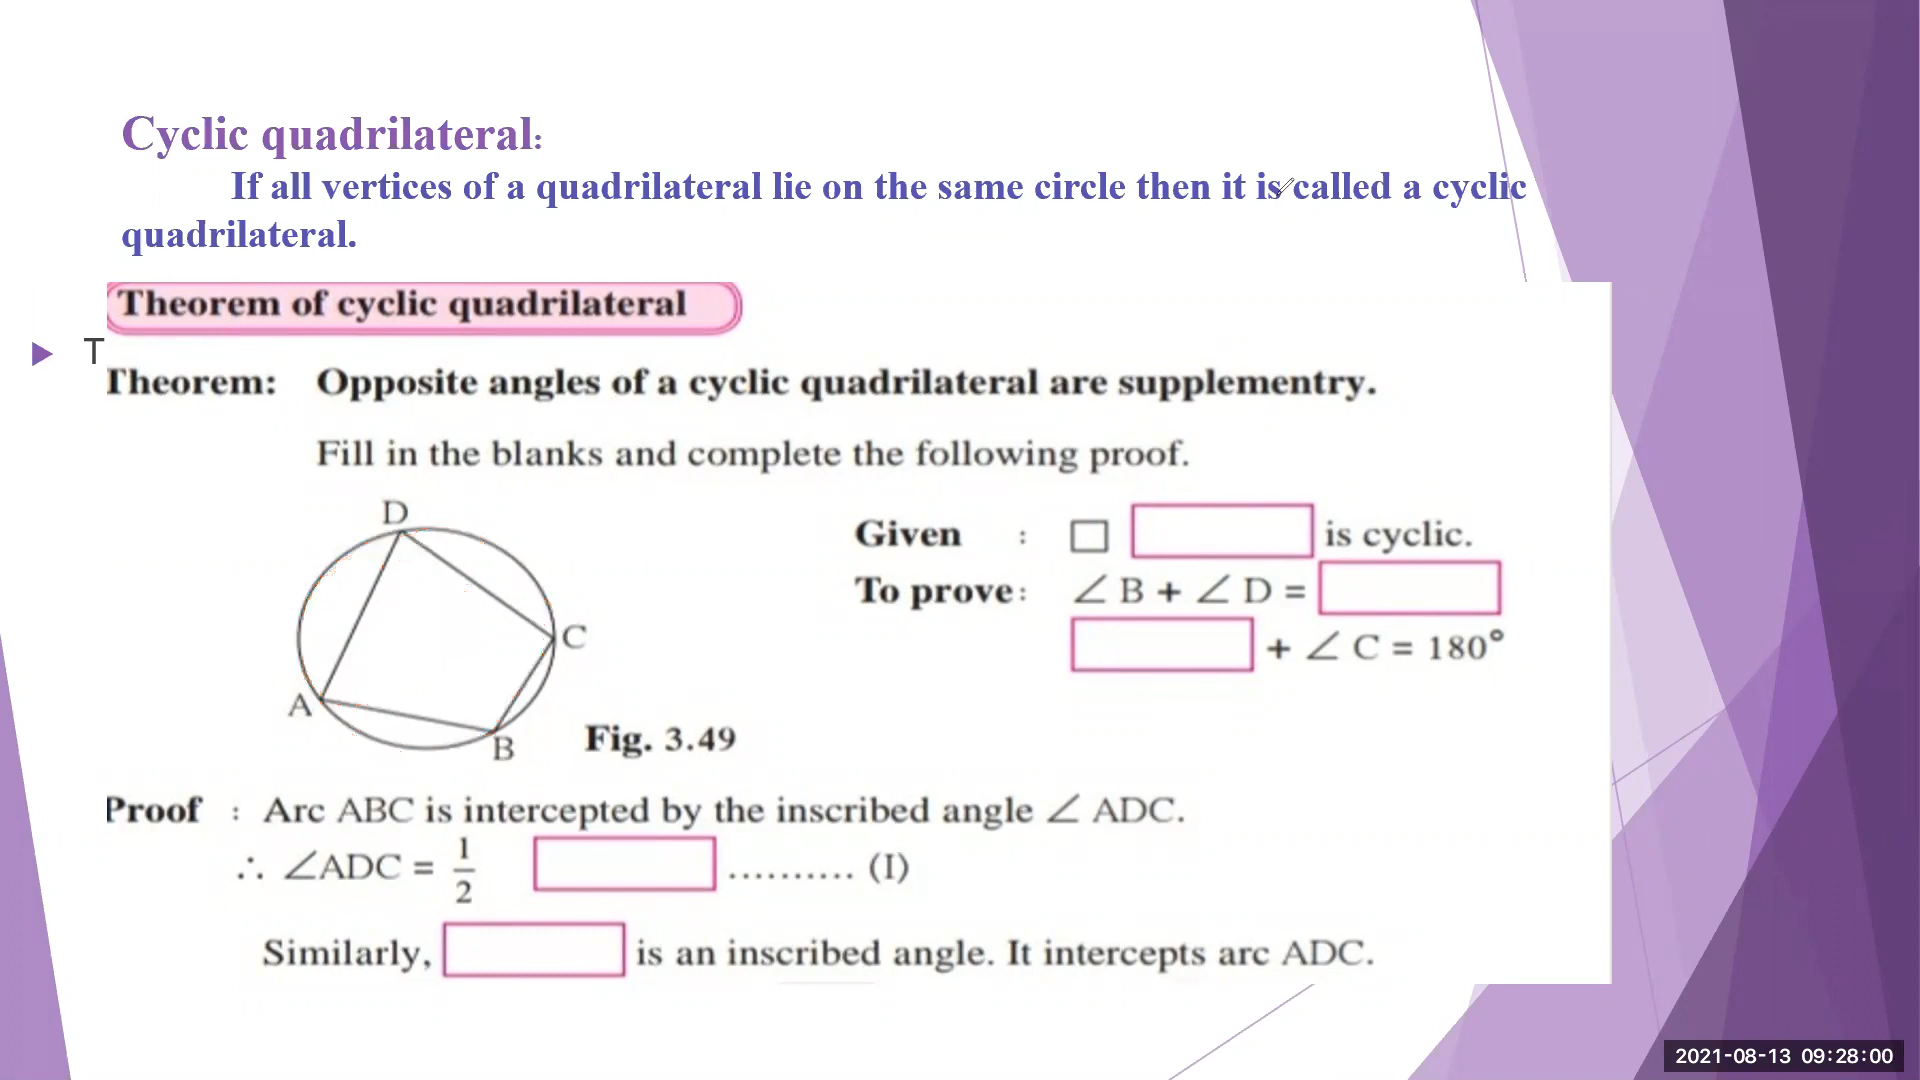 Cyclic quadrilateral:
If all vertices of a quadrilateral lie on the same circle then it is called a cyclic
quadrilateral.
Theorem of cyclic quadrilateral
T
Theorem: Opposite angles of a cyclic quadrilateral are supplementry.
Fill in the blanks and complete the following proof.
D
Given : □ is cyclic.
To prove : ∠ B + ∠ D =
C
+ ∠ C = 180°
A
B
Fig. 3.49
Proof : Arc ABC is intercepted by the inscribed angle ∠ ADC.
∴ ∠ADC = 1/2 .......... (I)
Similarly, is an inscribed angle. It intercepts arc ADC.
2021-08-13 09:28:00